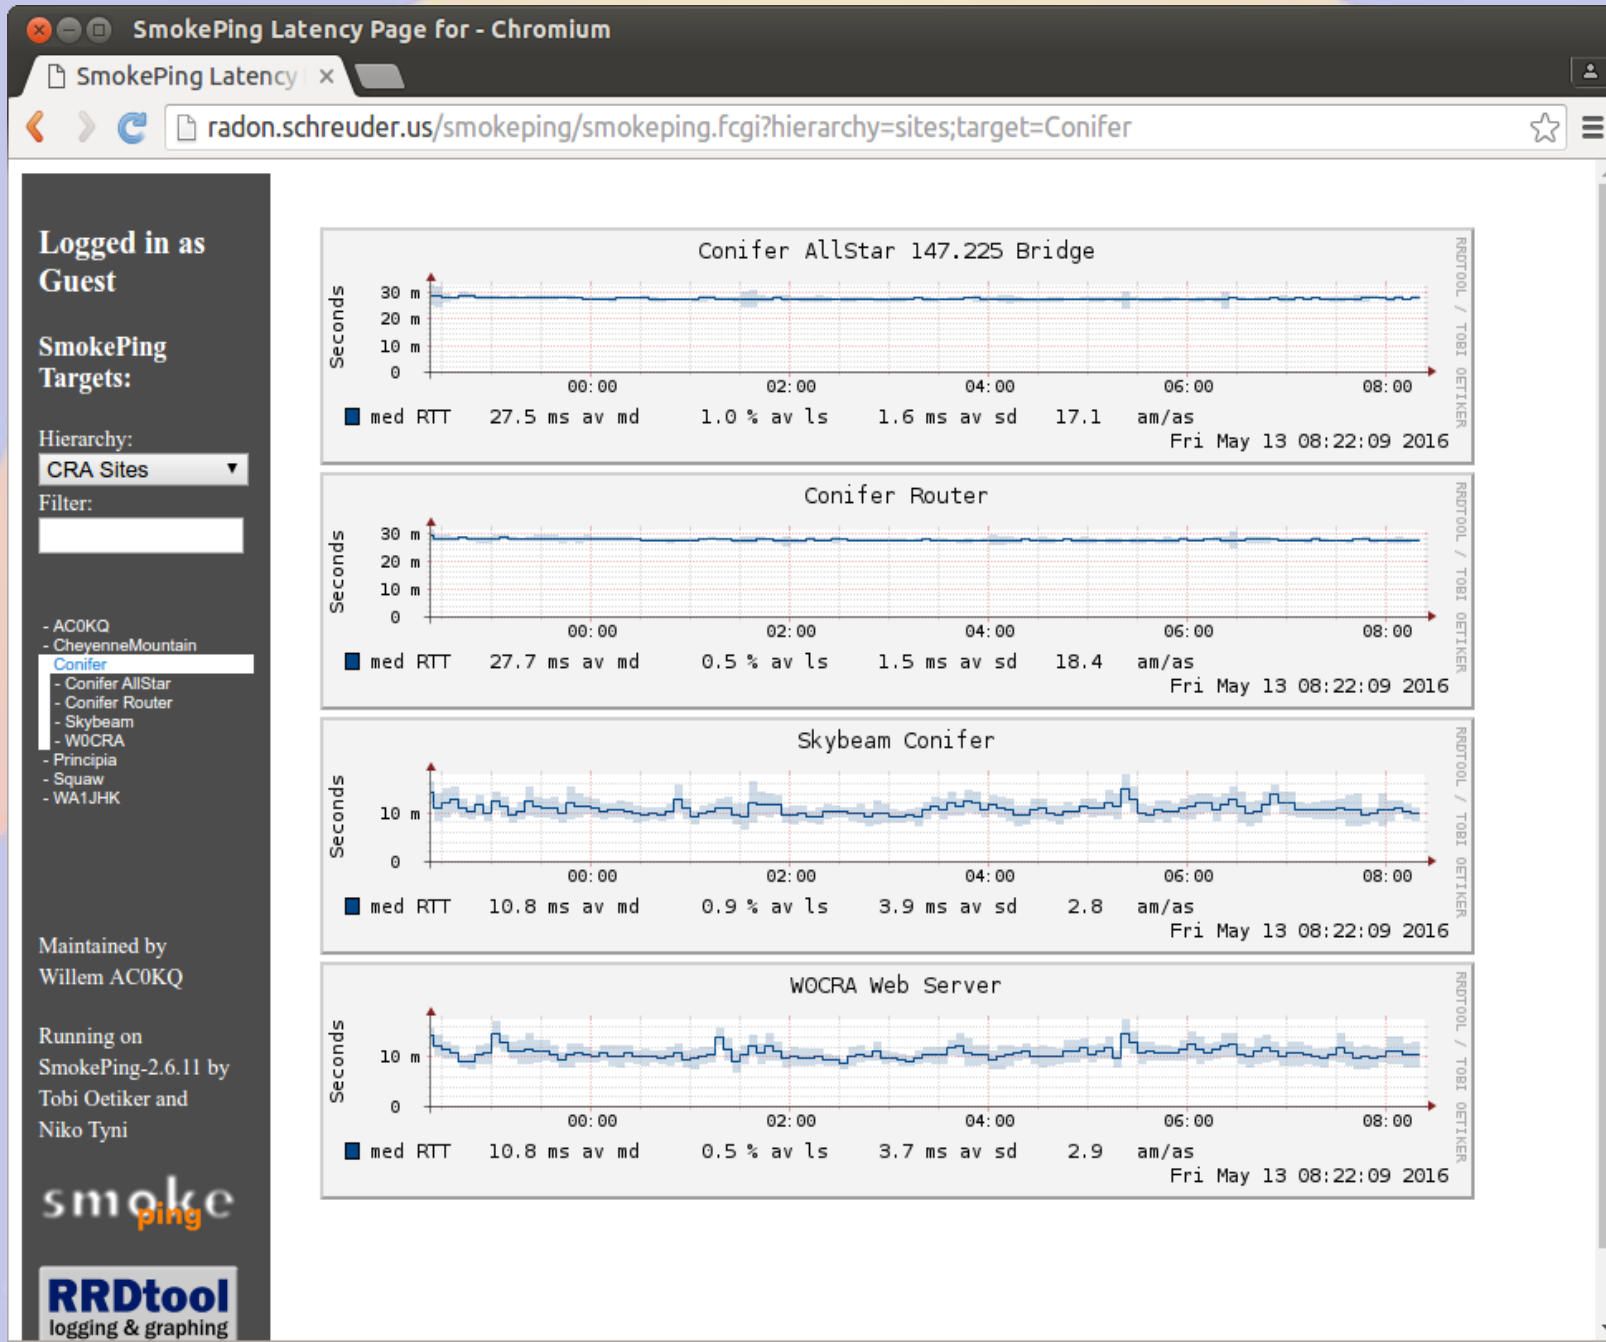 SmokePing Latency Page for - Chromium
SmokePing Latency
radon.schreuder.us/smokeping/smokeping.fcgi?hierarchy=sites;target=Conifer
Logged in as
Guest
SmokePing
Targets:
Hierarchy:
CRA Sites
Filter:
- AC0KQ
- CheyenneMountain
Conifer
- Conifer AllStar
- Conifer Router
- Skybeam
- W0CRA
- Principia
- Squaw
- WA1JHK
Maintained by
Willem AC0KQ
Running on
SmokePing-2.6.11 by
Tobi Oetiker and
Niko Tyni
smoke
ping
RRDtool
logging & graphing
Conifer AllStar 147.225 Bridge
RRDTOOL / TOBI OETIKER
Seconds
30 m
20 m
10 m
0
00:00 02:00 04:00 06:00 08:00
med RTT 27.5 ms av md 1.0 % av ls 1.6 ms av sd 17.1 am/as
Fri May 13 08:22:09 2016
Conifer Router
RRDTOOL / TOBI OETIKER
Seconds
30 m
20 m
10 m
0
00:00 02:00 04:00 06:00 08:00
med RTT 27.7 ms av md 0.5 % av ls 1.5 ms av sd 18.4 am/as
Fri May 13 08:22:09 2016
Skybeam Conifer
RRDTOOL / TOBI OETIKER
Seconds
10 m
0
00:00 02:00 04:00 06:00 08:00
med RTT 10.8 ms av md 0.9 % av ls 3.9 ms av sd 2.8 am/as
Fri May 13 08:22:09 2016
W0CRA Web Server
RRDTOOL / TOBI OETIKER
Seconds
10 m
0
00:00 02:00 04:00 06:00 08:00
med RTT 10.8 ms av md 0.5 % av ls 3.7 ms av sd 2.9 am/as
Fri May 13 08:22:09 2016